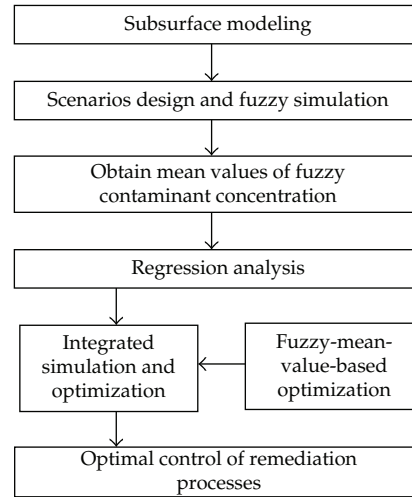 Subsurface modeling
Scenarios design and fuzzy simulation
Obtain mean values of fuzzy
contaminant concentration
Regression analysis
Integrated
simulation and
optimization
Fuzzy-mean-
value-based
optimization
Optimal control of remediation
processes